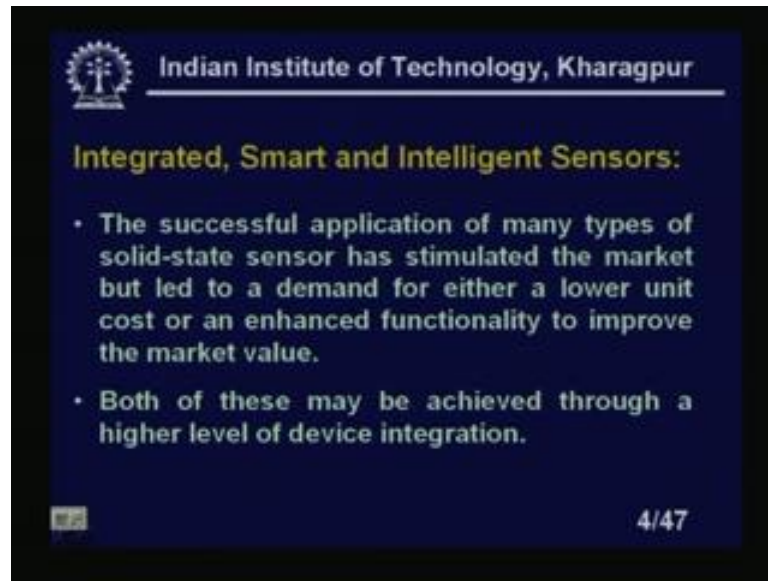 Indian Institute of Technology, Kharagpur
Integrated, Smart and Intelligent Sensors:
• The successful application of many types of
solid-state sensor has stimulated the market
but led to a demand for either a lower unit
cost or an enhanced functionality to improve
the market value.
• Both of these may be achieved through a
higher level of device integration.
4/47